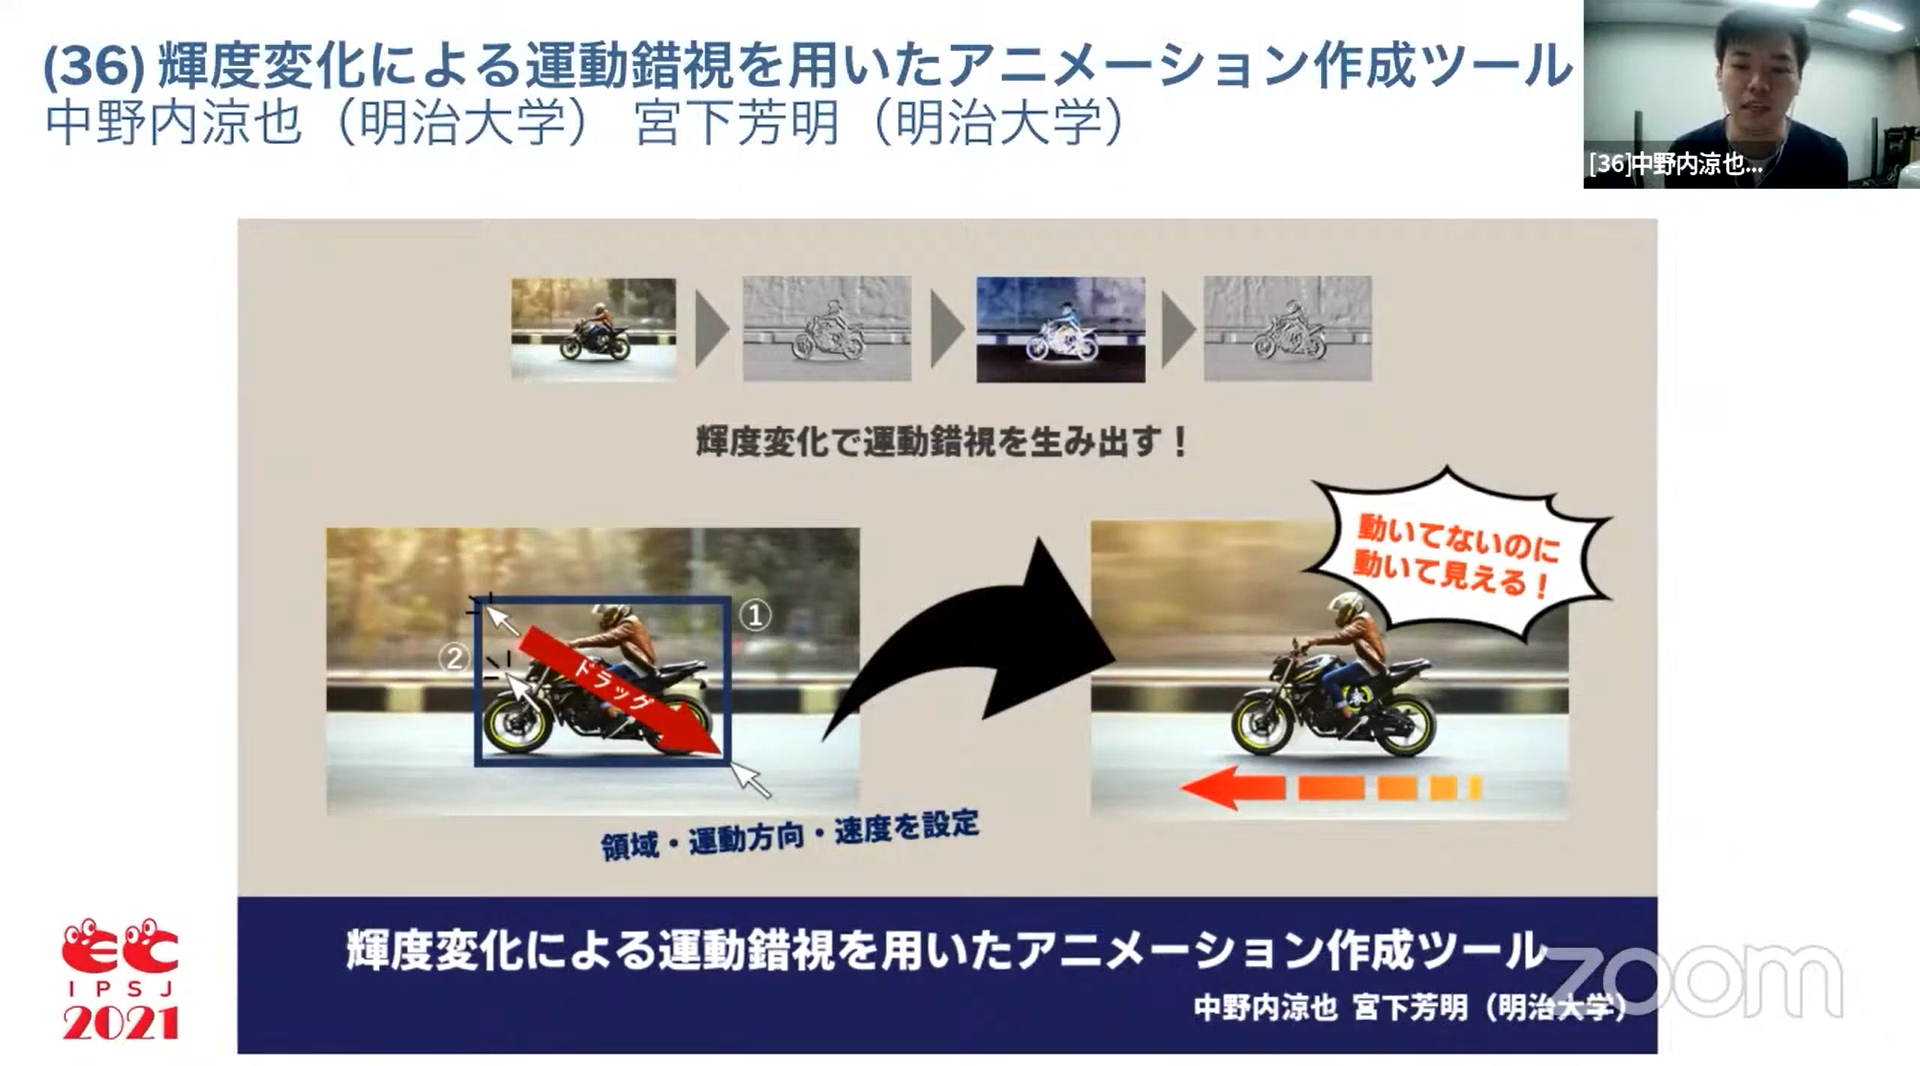 (36) 輝度変化による運動錯視を用いたアニメーション作成ツール
中野内涼也（明治大学） 宮下芳明（明治大学）
[36]中野内涼也...
輝度変化で運動錯視を生み出す！
動いてないのに
動いて見える！
①
②
ドラッグ
領域・運動方向・速度を設定
輝度変化による運動錯視を用いたアニメーション作成ツール
中野内涼也 宮下芳明（明治大学）
zoom
EC
IPSJ
2021